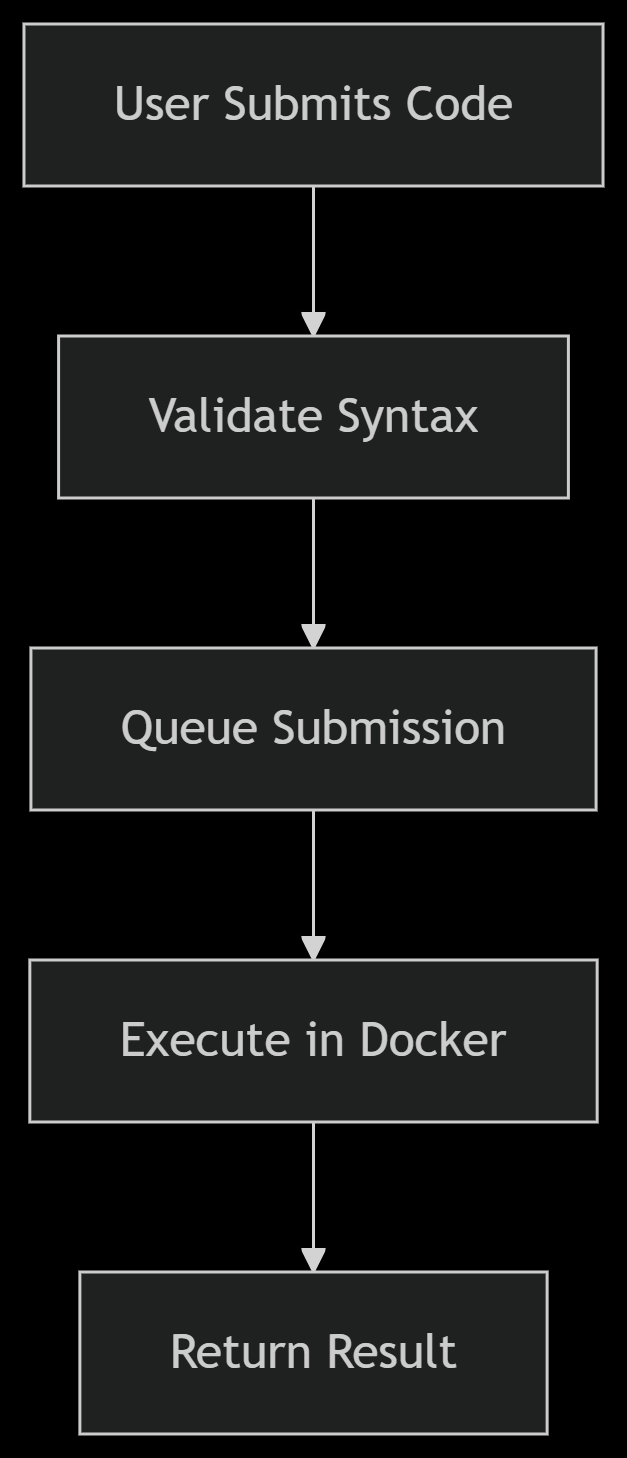 User Submits Code
Validate Syntax
Queue Submission
Execute in Docker
Return Result